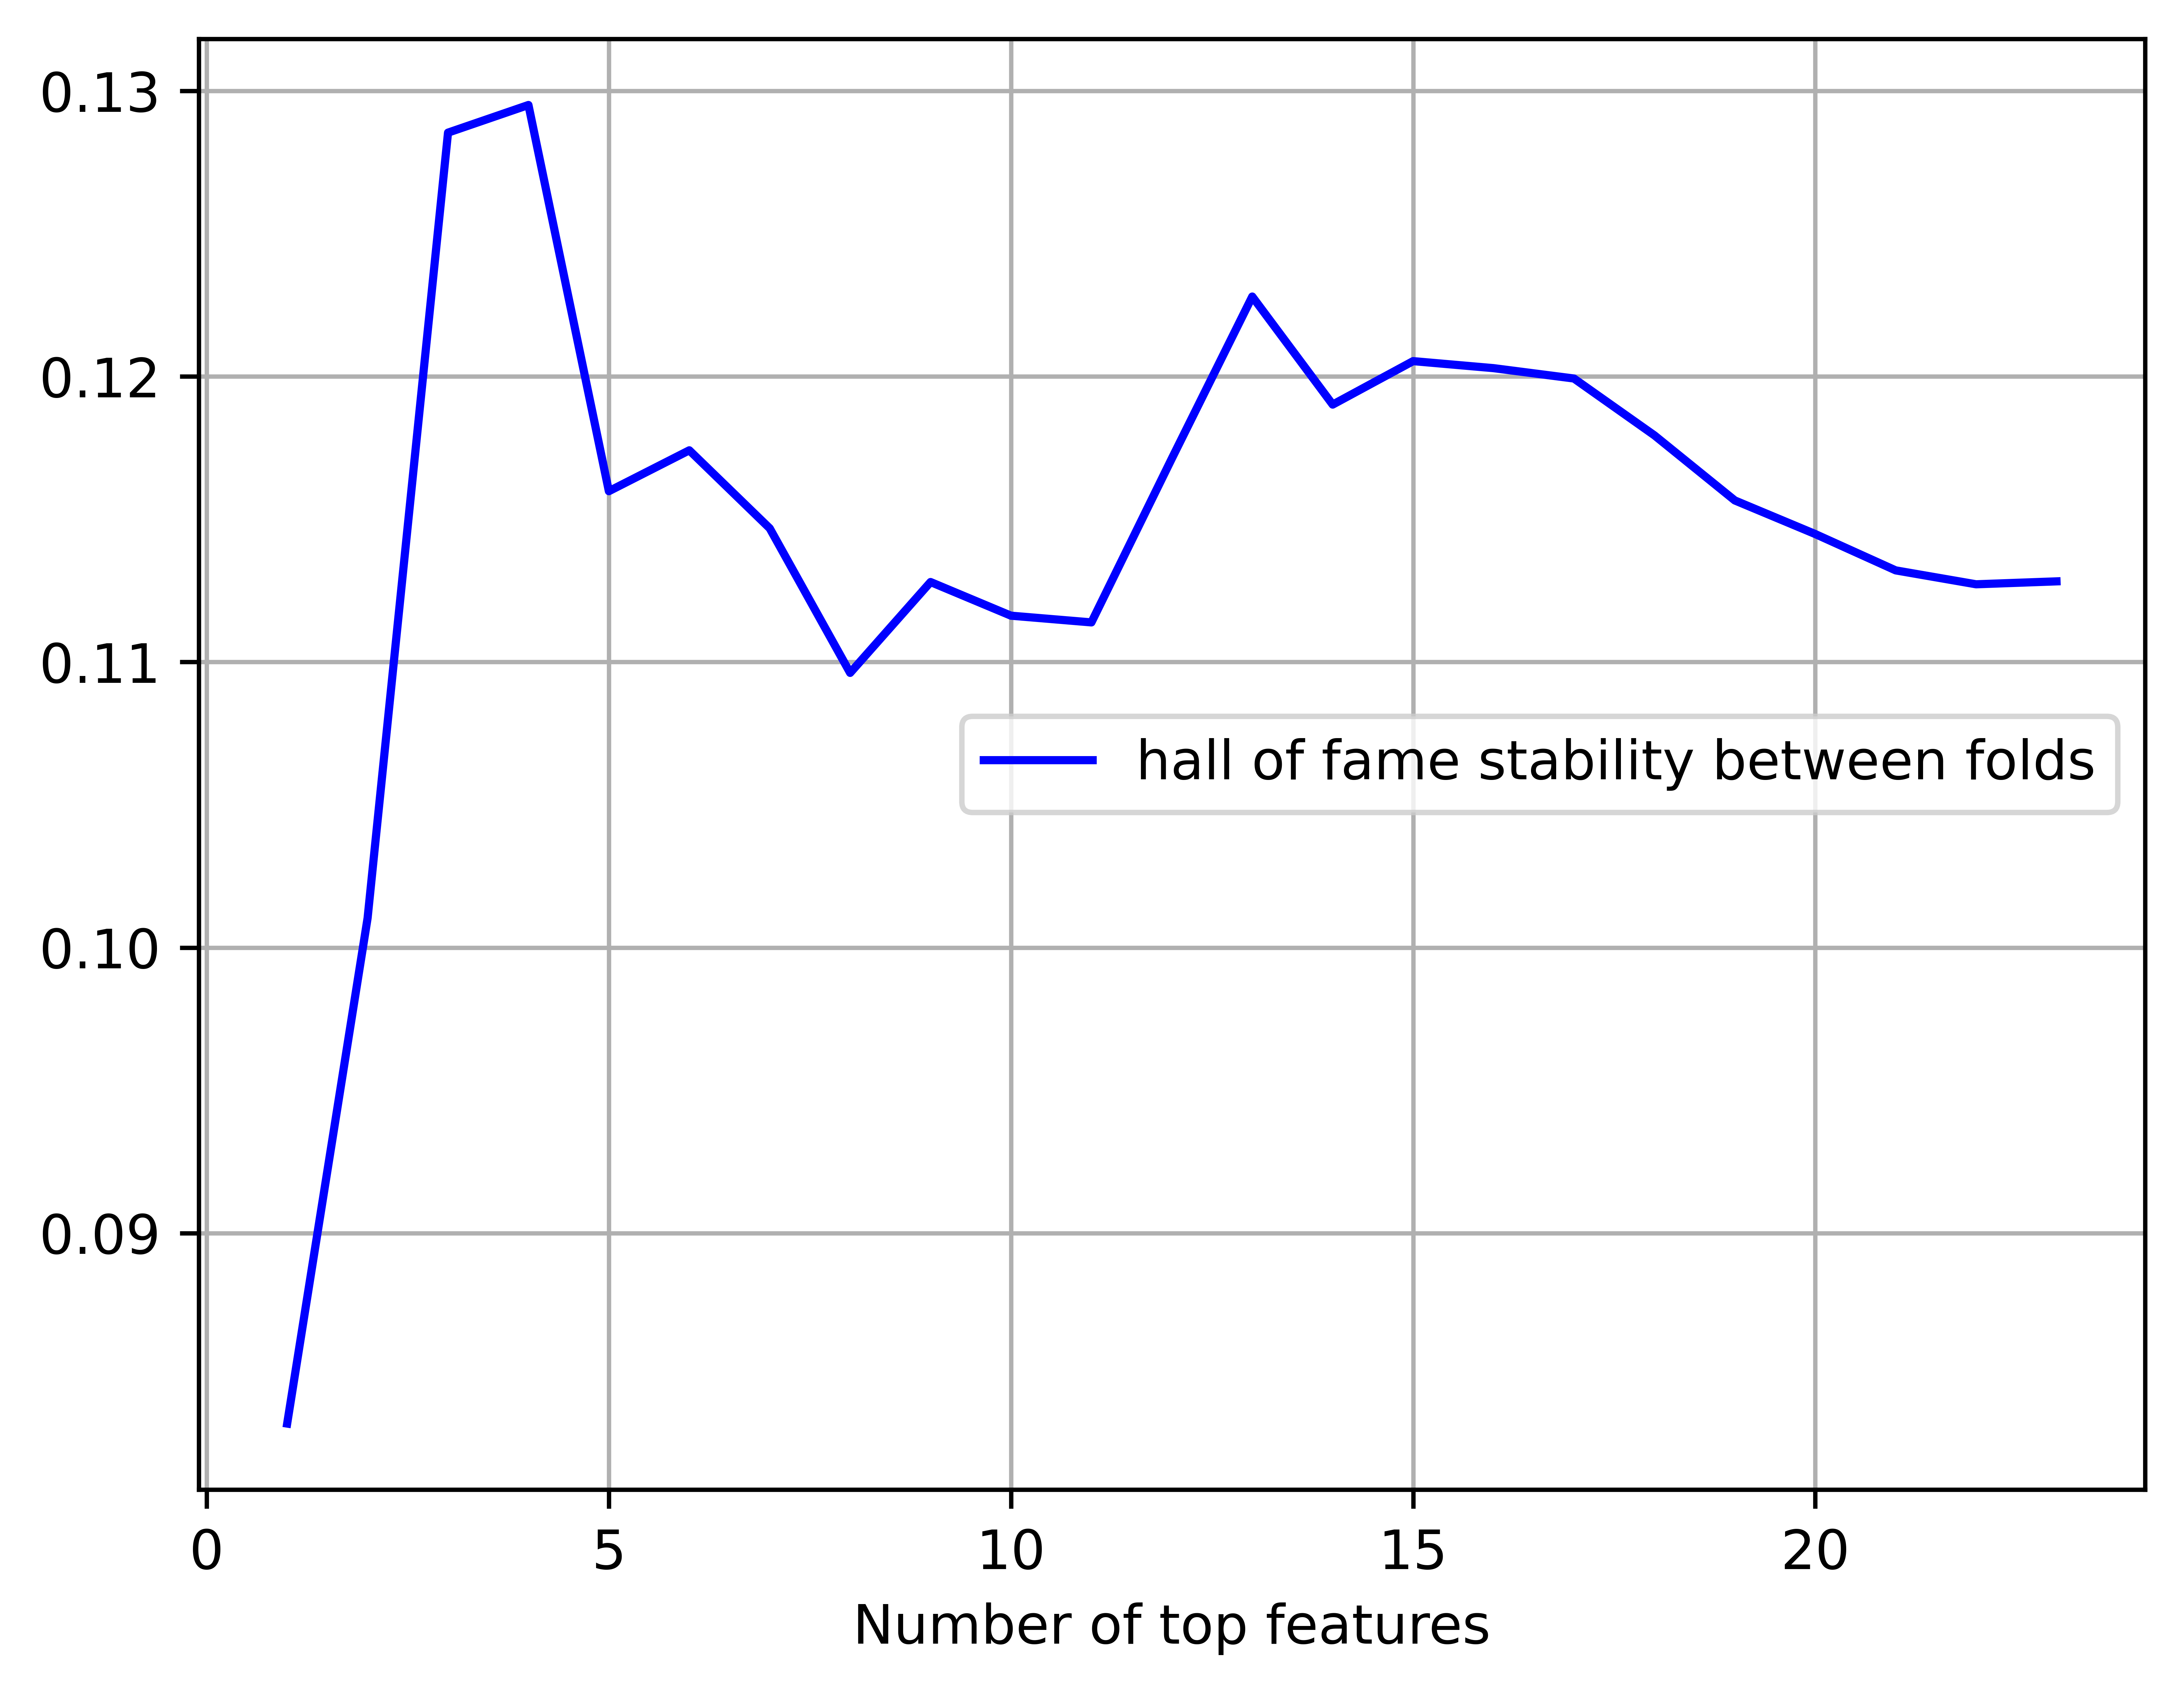 0.13
0.12
0.11
hall of fame stability between folds
0.10
0.09
0 5 10 15 20
Number of top features